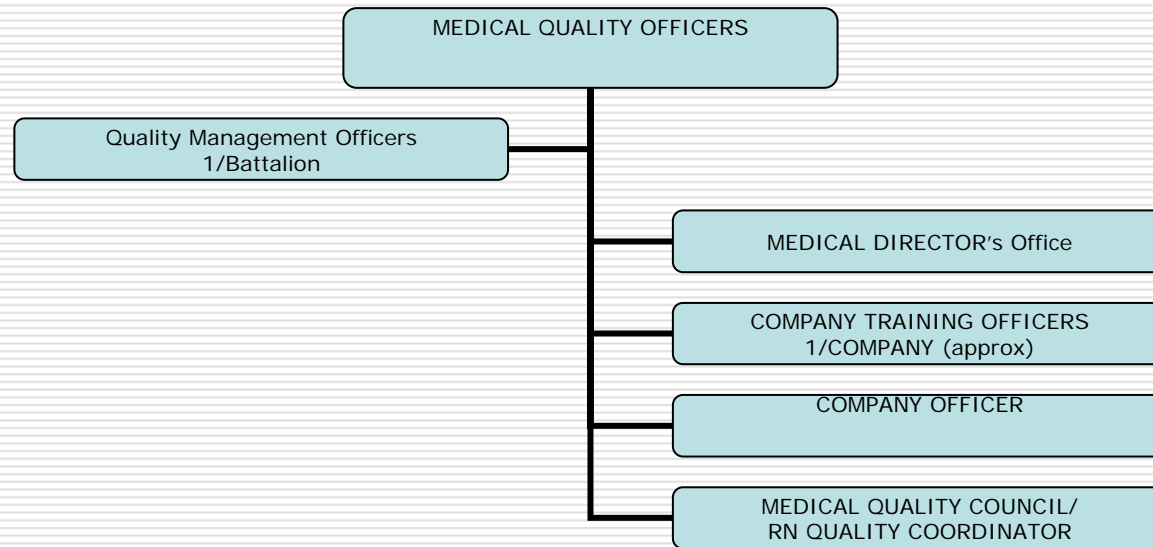 MEDICAL QUALITY OFFICERS
Quality Management Officers
1/Battalion
MEDICAL DIRECTOR's Office
COMPANY TRAINING OFFICERS
1/COMPANY (approx)
COMPANY OFFICER
MEDICAL QUALITY COUNCIL/
RN QUALITY COORDINATOR